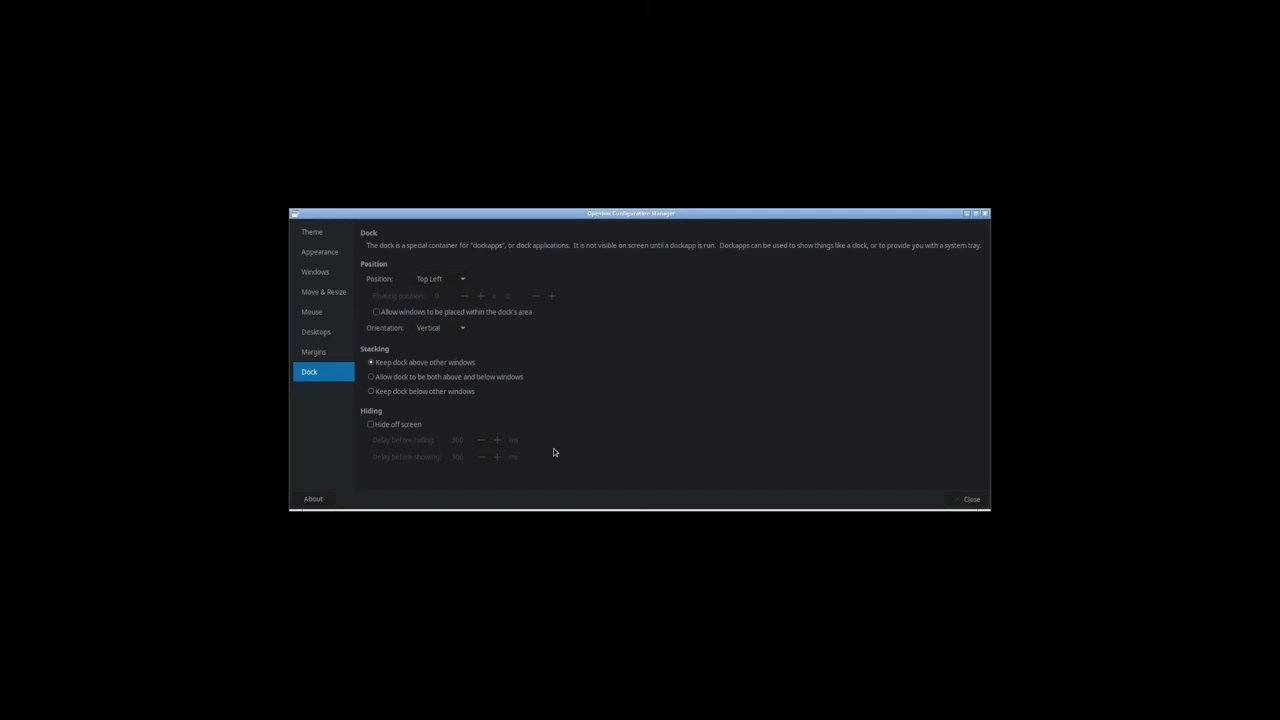 Openbox Configuration Manager
Theme
Appearance
Windows
Move & Resize
Mouse
Desktops
Margins
Dock
Dock
The dock is a special container for "dockapps", or dock applications. It is not visible on screen until a dockapp is run. Dockapps can be used to show things like a clock, or to provide you with a system tray.
Position
Position: Top Left
Floating position: x
Allow windows to be placed within the dock's area
Orientation: Vertical
Stacking
Keep dock above other windows
Allow dock to be both above and below windows
Keep dock below other windows
Hiding
Hide off screen
Delay before hiding: 300 ms
Delay before showing: 300 ms
About
Close